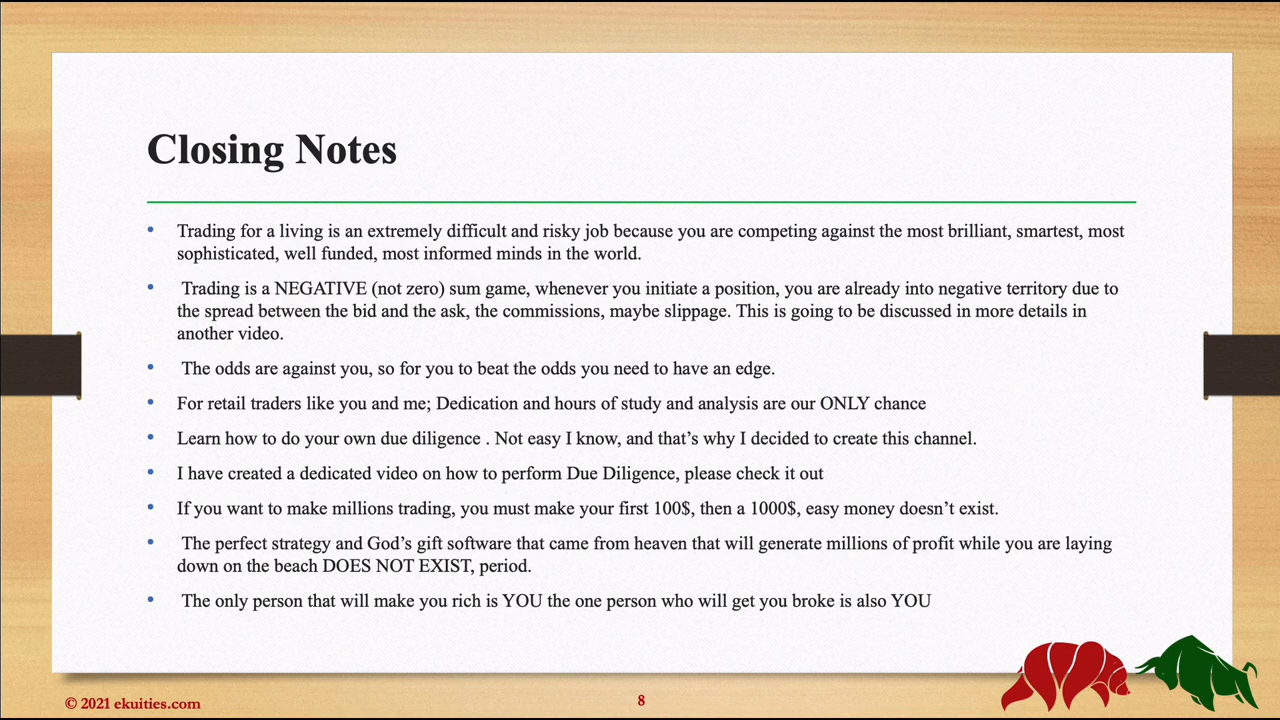 Closing Notes
• Trading for a living is an extremely difficult and risky job because you are competing against the most brilliant, smartest, most
sophisticated, well funded, most informed minds in the world.
• Trading is a NEGATIVE (not zero) sum game, whenever you initiate a position, you are already into negative territory due to
the spread between the bid and the ask, the commissions, maybe slippage. This is going to be discussed in more details in
another video.
• The odds are against you, so for you to beat the odds you need to have an edge.
• For retail traders like you and me; Dedication and hours of study and analysis are our ONLY chance
• Learn how to do your own due diligence . Not easy I know, and that’s why I decided to create this channel.
• I have created a dedicated video on how to perform Due Diligence, please check it out
• If you want to make millions trading, you must make your first 100$, then a 1000$, easy money doesn’t exist.
• The perfect strategy and God’s gift software that came from heaven that will generate millions of profit while you are laying
down on the beach DOES NOT EXIST, period.
• The only person that will make you rich is YOU the one person who will get you broke is also YOU
© 2021 ekuities.com
8